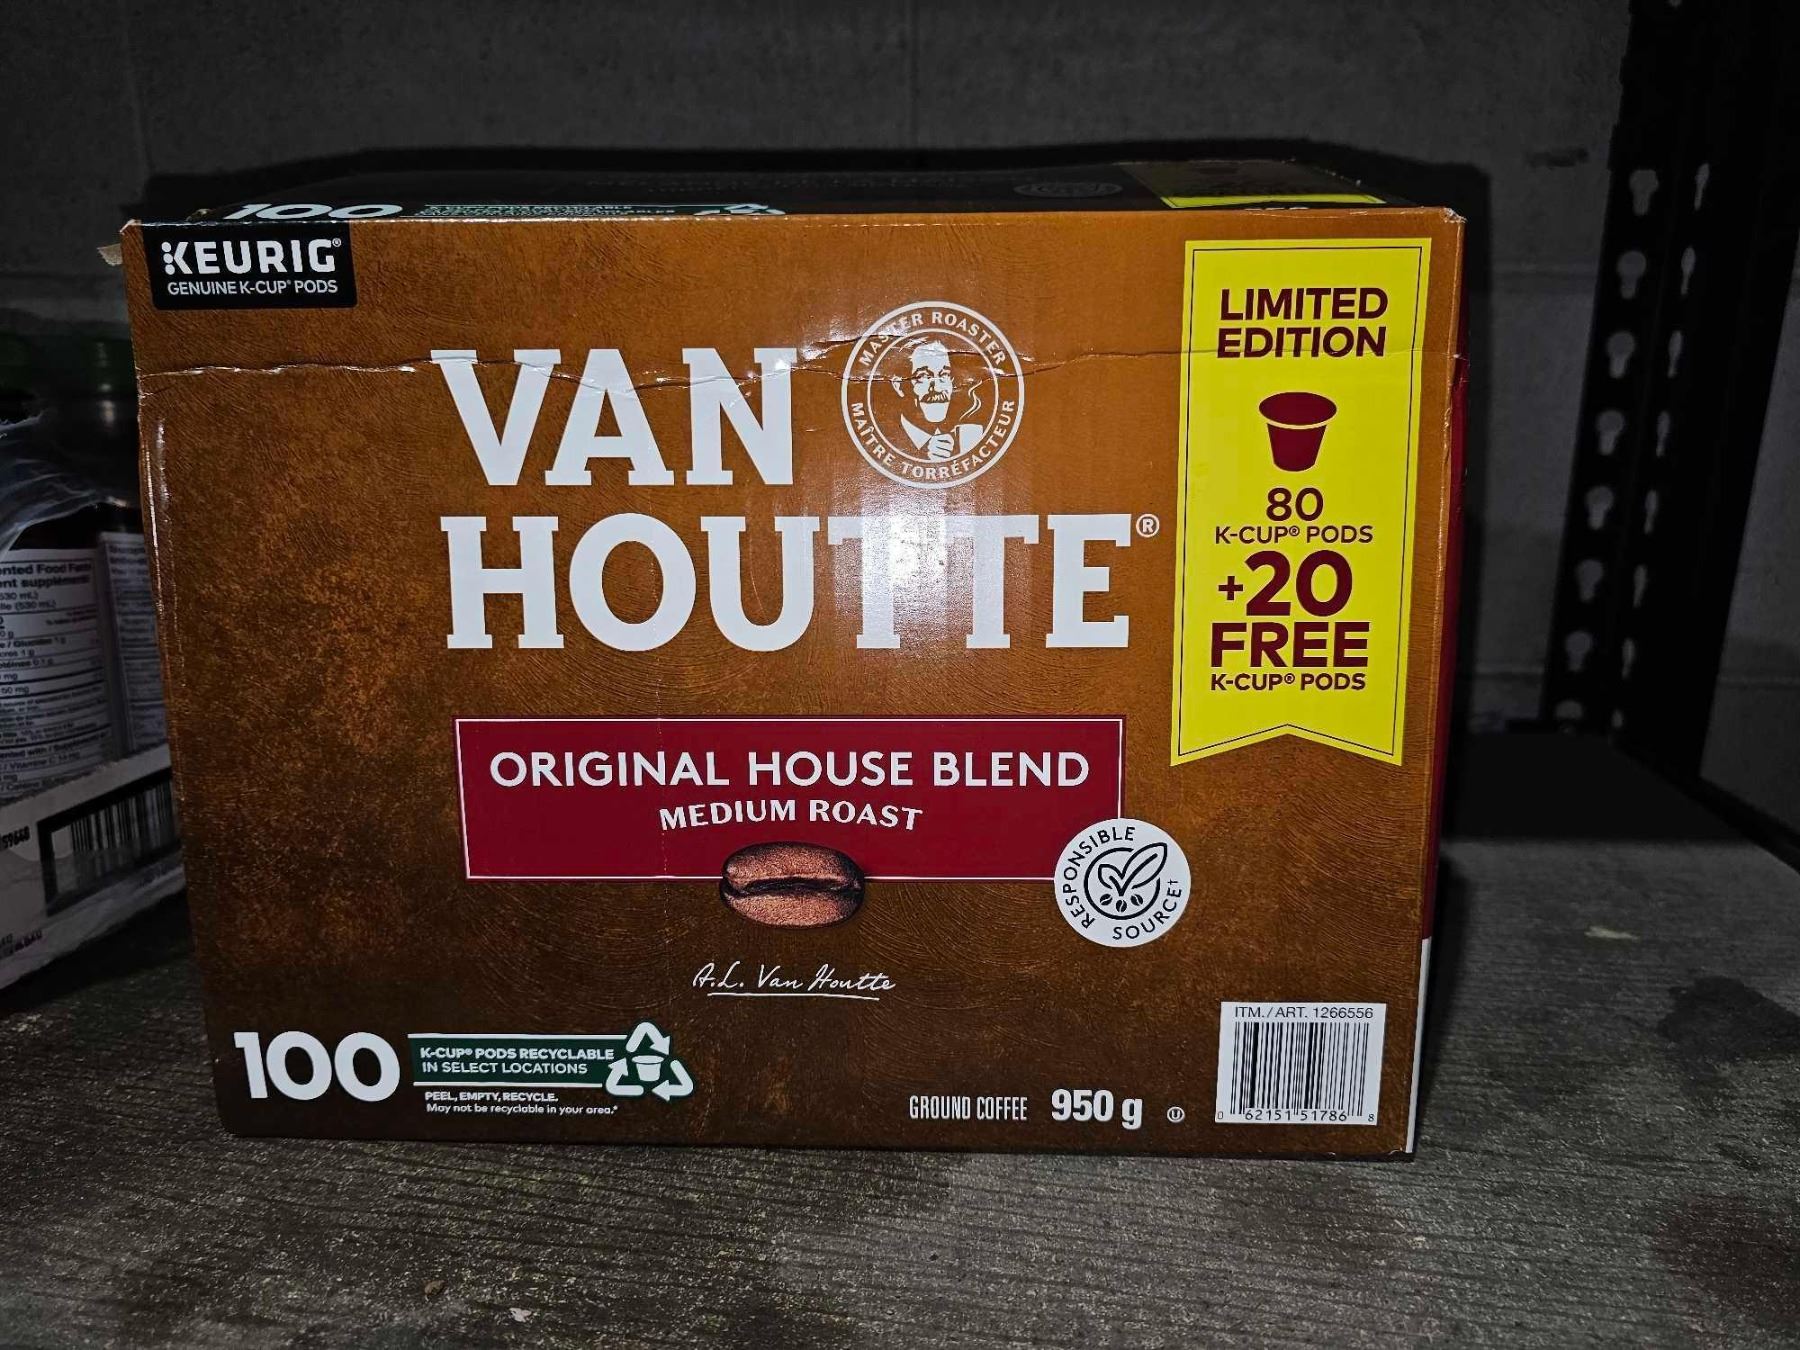 100
KEURIG®
GENUINE K-CUP® PODS
VAN
HOUTTE®
MASTER ROASTER
MAÎTRE TORRÉFACTEUR
LIMITED
EDITION
80
K-CUP® PODS
+20
FREE
K-CUP® PODS
ORIGINAL HOUSE BLEND
MEDIUM ROAST
RESPONSIBLE
SOURCE†
A.L. Van Houtte
100
K-CUP® PODS RECYCLABLE
IN SELECT LOCATIONS
PEEL, EMPTY, RECYCLE.
May not be recyclable in your area.*
GROUND COFFEE 950 g U
ITM. / ART. 1266556
0 62151 51786 8